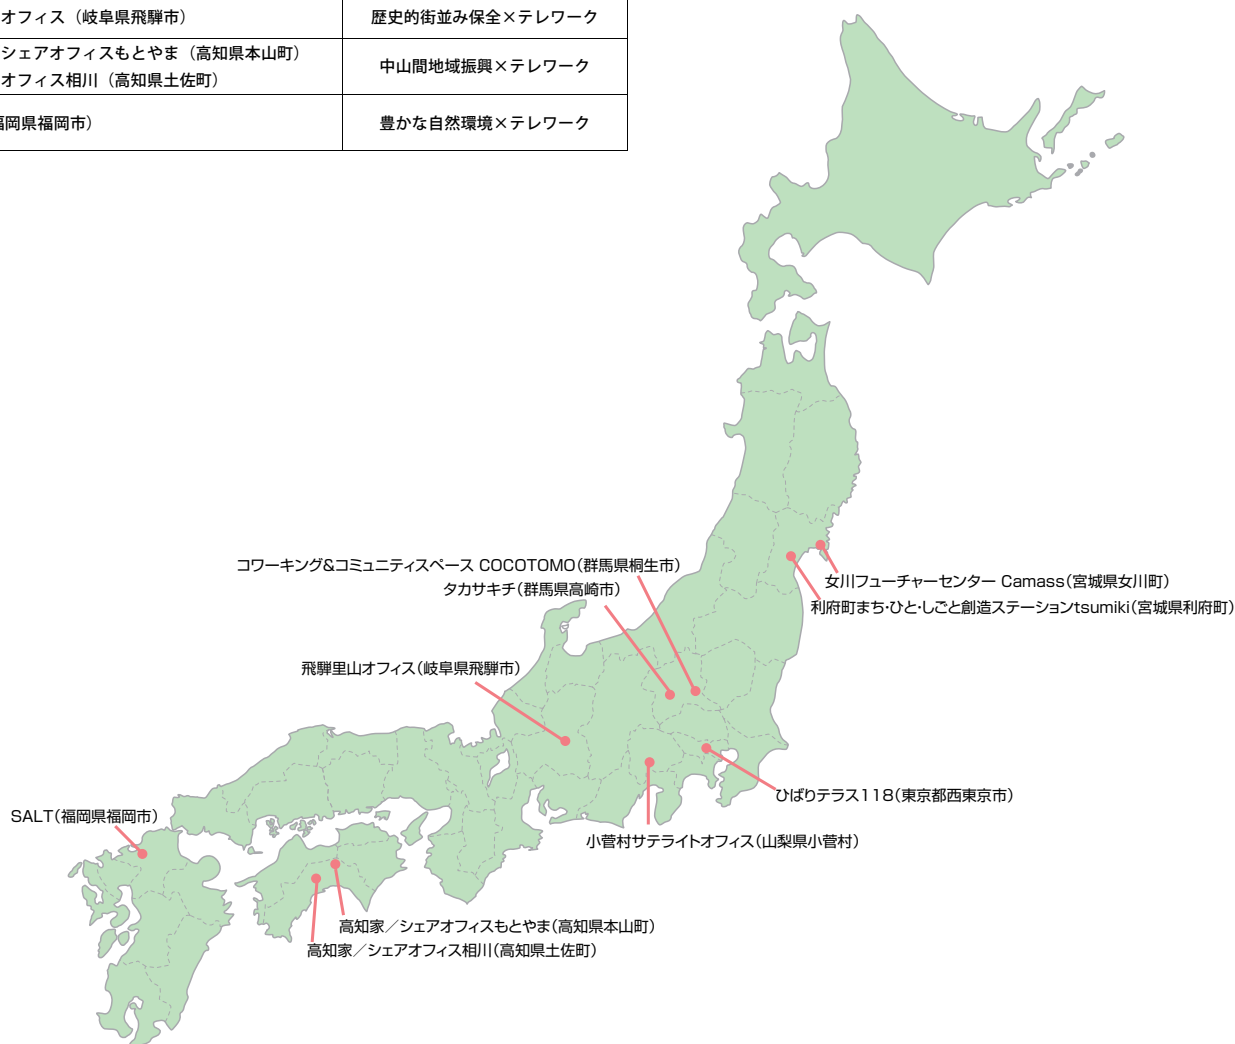 オフィス（岐阜県飛騨市）
歴史的街並み保全×テレワーク
シェアオフィスもとやま（高知県本山町）
オフィス相川（高知県土佐町）
中山間地域振興×テレワーク
岡県福岡市）
豊かな自然環境×テレワーク
コワーキング&コミュニティスペース COCOTOMO（群馬県桐生市）
タカサキチ（群馬県高崎市）
女川フューチャーセンター Camass（宮城県女川町）
利府町まち・ひと・しごと創造ステーションtsumiki（宮城県利府町）
飛騨里山オフィス（岐阜県飛騨市）
ひばりテラス118（東京都西東京市）
SALT（福岡県福岡市）
小菅村サテライトオフィス（山梨県小菅村）
高知家／シェアオフィスもとやま（高知県本山町）
高知家／シェアオフィス相川（高知県土佐町）